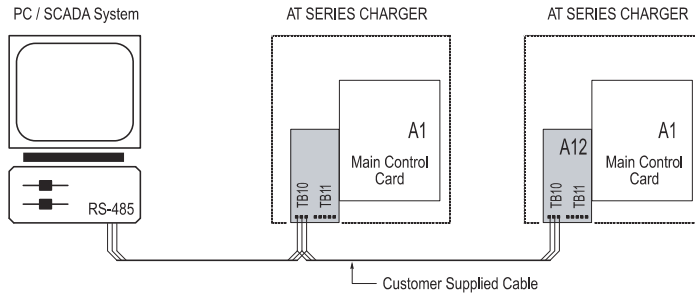 PC / SCADA System
AT SERIES CHARGER
AT SERIES CHARGER
A1
Main Control
Card
TB10
TB11
A12
A1
Main Control
Card
TB10
TB11
RS-485
Customer Supplied Cable